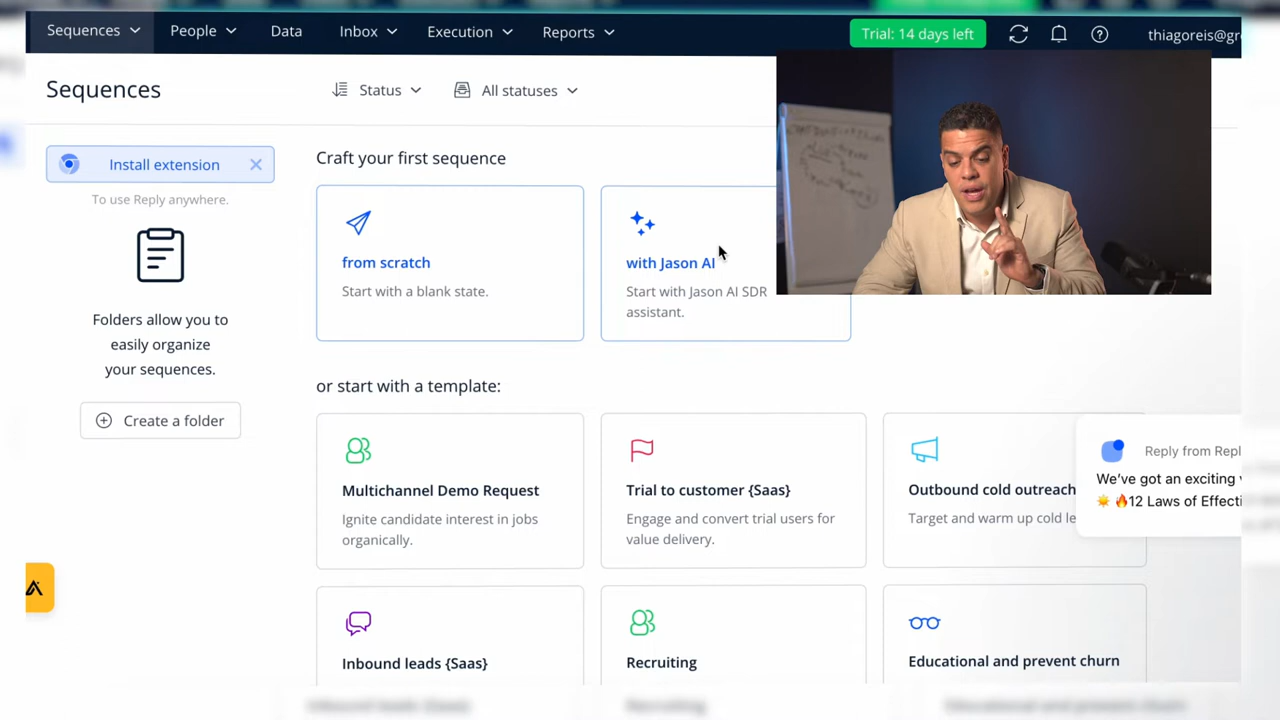 Sequences
People
Data
Inbox
Execution
Reports
Trial: 14 days left
thiagoreis@gr
Sequences
Status
All statuses
Install extension
To use Reply anywhere.
Folders allow you to
easily organize
your sequences.
Create a folder
Craft your first sequence
from scratch
Start with a blank state.
with Jason AI
Start with Jason AI SDR
assistant.
or start with a template:
Multichannel Demo Request
Ignite candidate interest in jobs
organically.
Trial to customer {Saas}
Engage and convert trial users for
value delivery.
Outbound cold outreach
Target and warm up cold le
Reply from Repl
We've got an exciting
☀️ 🔥12 Laws of Effecti
Inbound leads {Saas}
Recruiting
Educational and prevent churn